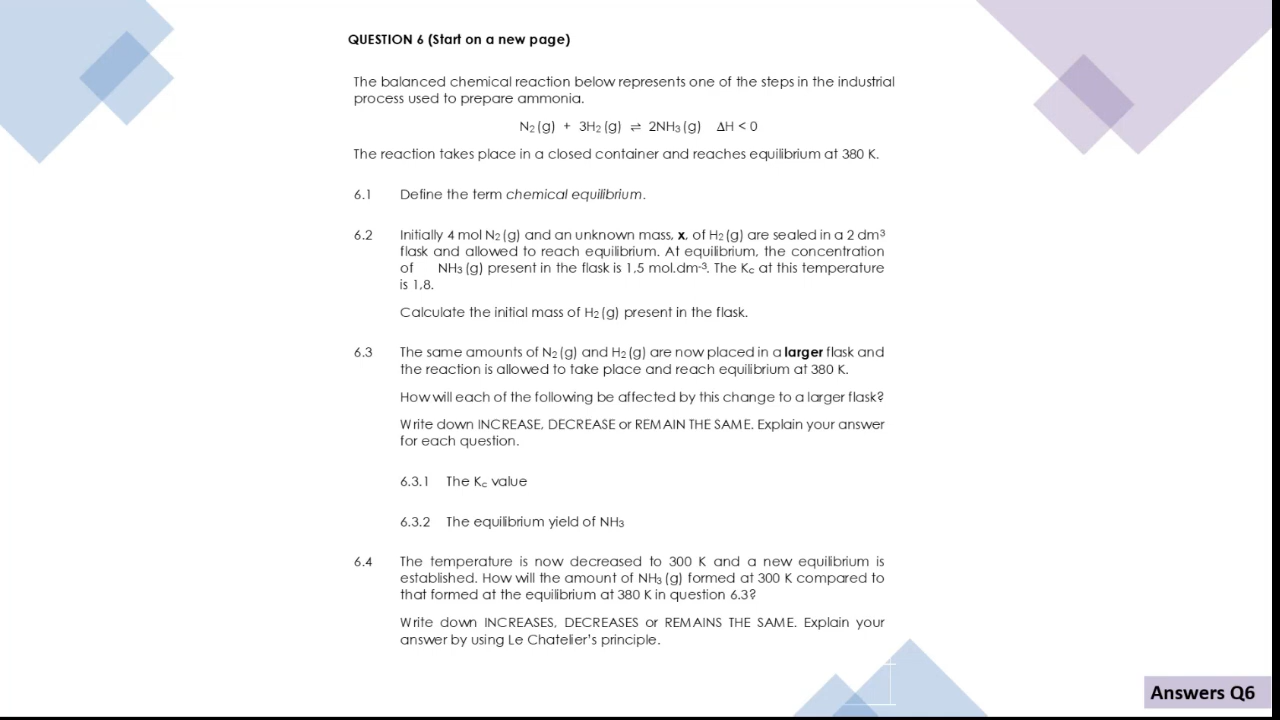 QUESTION 6 (Start on a new page)
The balanced chemical reaction below represents one of the steps in the industrial
process used to prepare ammonia.
N₂ (g) + 3H₂ (g) ⇌ 2NH₃ (g) ΔH < 0
The reaction takes place in a closed container and reaches equilibrium at 380 K.
6.1 Define the term chemical equilibrium.
6.2 Initially 4 mol N₂ (g) and an unknown mass, x, of H₂ (g) are sealed in a 2 dm³
flask and allowed to reach equilibrium. At equilibrium, the concentration
of NH₃ (g) present in the flask is 1,5 mol.dm⁻³. The Kc at this temperature
is 1,8.
Calculate the initial mass of H₂ (g) present in the flask.
6.3 The same amounts of N₂ (g) and H₂ (g) are now placed in a larger flask and
the reaction is allowed to take place and reach equilibrium at 380 K.
How will each of the following be affected by this change to a larger flask?
Write down INCREASE, DECREASE or REMAIN THE SAME. Explain your answer
for each question.
6.3.1 The Kc value
6.3.2 The equilibrium yield of NH₃
6.4 The temperature is now decreased to 300 K and a new equilibrium is
established. How will the amount of NH₃ (g) formed at 300 K compared to
that formed at the equilibrium at 380 K in question 6.3?
Write down INCREASES, DECREASES or REMAINS THE SAME. Explain your
answer by using Le Chatelier's principle.
Answers Q6